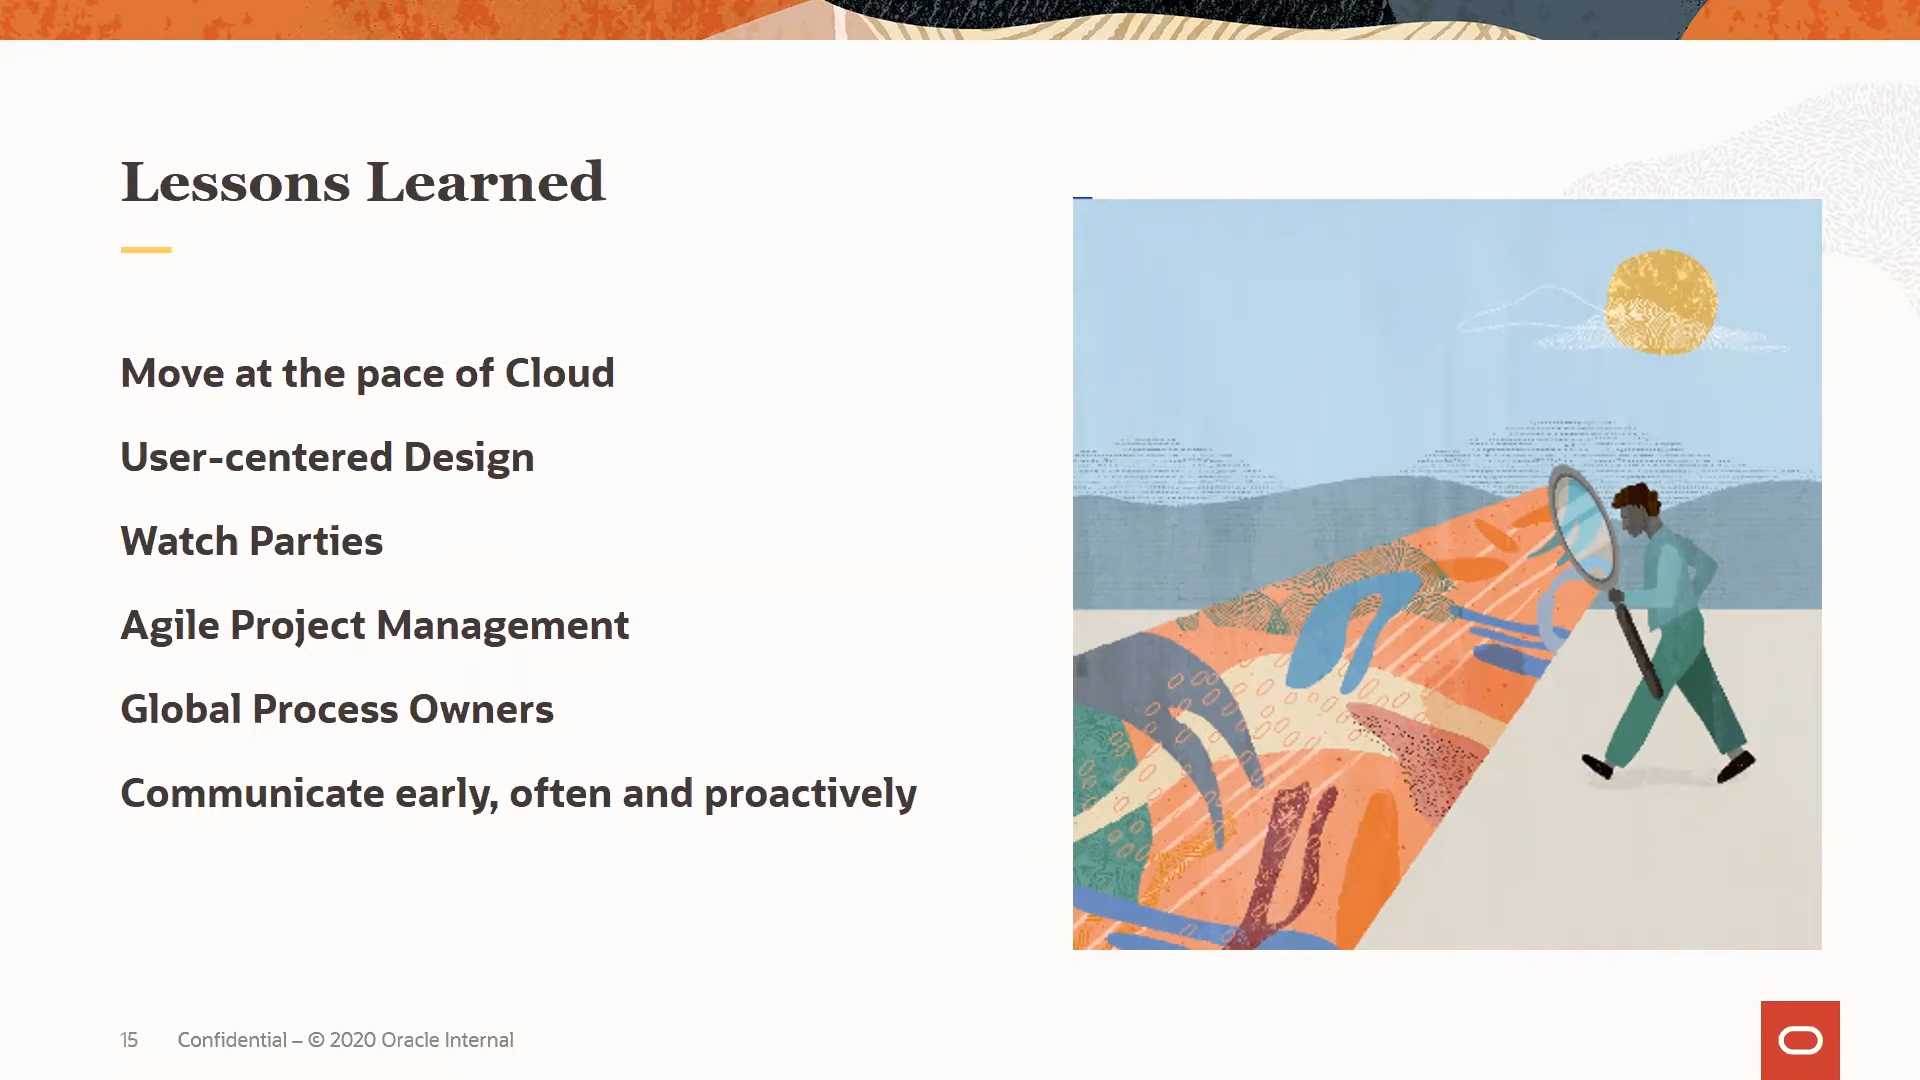 Lessons Learned
Move at the pace of Cloud
User-centered Design
Watch Parties
Agile Project Management
Global Process Owners
Communicate early, often and proactively
15 Confidential – © 2020 Oracle Internal